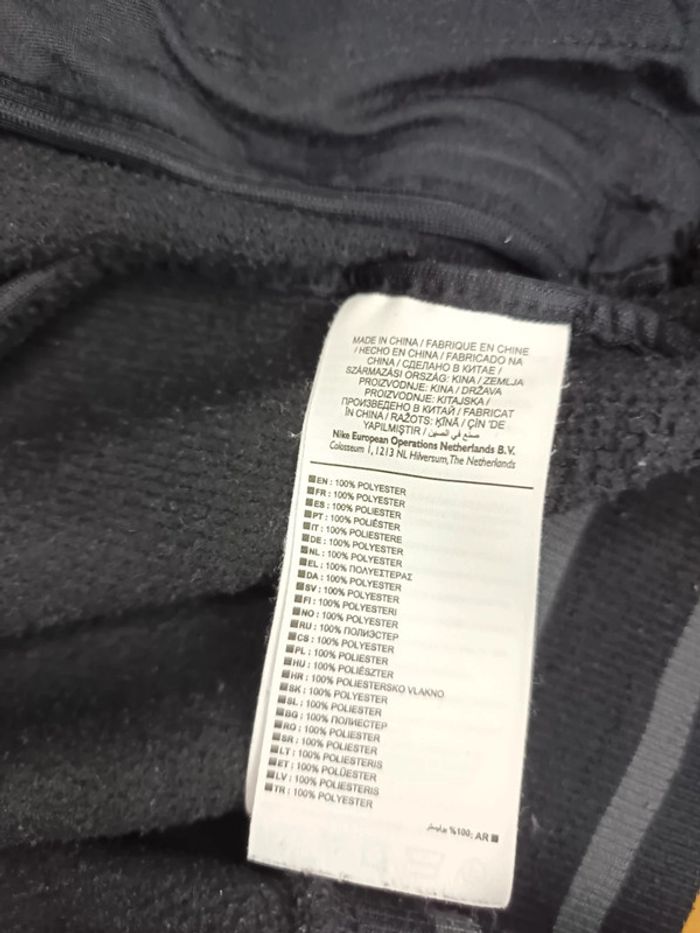 MADE IN CHINA / FABRIQUE EN CHINE
/ HECHO EN CHINA / FABRICADO NA
CHINA / СДЕЛАНО В КИТАЕ /
SZÁRMAZÁSI ORSZÁG: KINA / ZEMLJA
PROIZVODNJE: KINA / DRŽAVA
PROIZVODNJE: KITAJSKA /
ПРОИЗВЕДЕНО В КИТАЙ / FABRICAT
ÎN CHINA / RAŽOTS: ĶĪNĀ / ÇİN 'DE
YAPILMIŞTIR / صنع في الصين
Nike European Operations Netherlands B.V.
Colosseum 1, 1213 NL Hilversum, The Netherlands
EN : 100% POLYESTER
FR : 100% POLYESTER
ES : 100% POLIESTER
PT : 100% POLIÉSTER
IT : 100% POLIESTERE
DE : 100% POLYESTER
NL : 100% POLYESTER
EL : 100% ΠΟΛΥΕΣΤΕΡΑΣ
DA : 100% POLYESTER
SV : 100% POLYESTER
FI : 100% POLYESTERI
NO : 100% POLYESTER
RU : 100% ПОЛИЭСТЕР
CS : 100% POLYESTER
PL : 100% POLIESTER
HU : 100% POLIÉSZTER
HR : 100% POLIESTERSKO VLAKNO
SK : 100% POLYESTER
SL : 100% POLIESTER
BG : 100% ПОЛИЕСТЕР
RO : 100% POLIESTER
SR : 100% POLIESTER
LT : 100% POLIESTERIS
ET : 100% POLÜESTER
LV : 100% POLIESTERIS
TR : 100% POLYESTER
AR :100% بوليستر